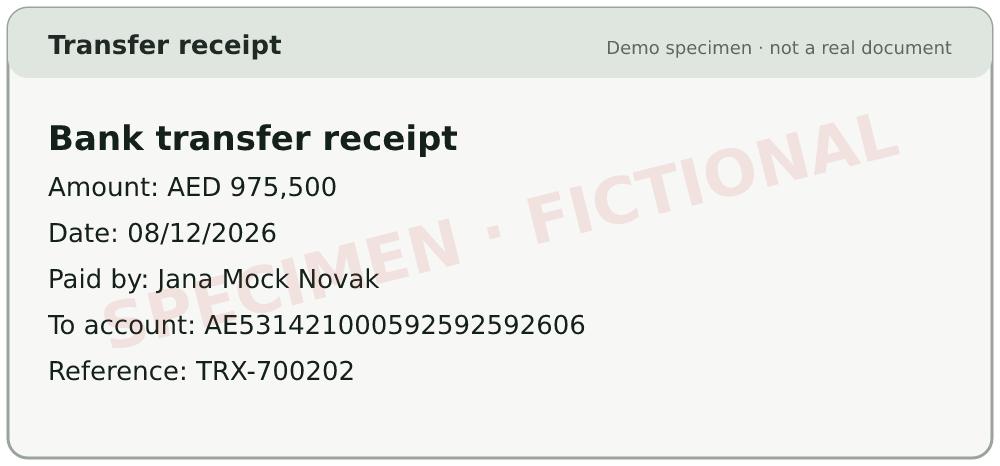 Transfer receipt
Demo specimen · not a real document
Bank transfer receipt
Amount: AED 975,500
Date: 08/12/2026
Paid by: Jana Mock Novak
To account: AE531421000592592592606
Reference: TRX-700202
SPECIMEN · FICTIONAL